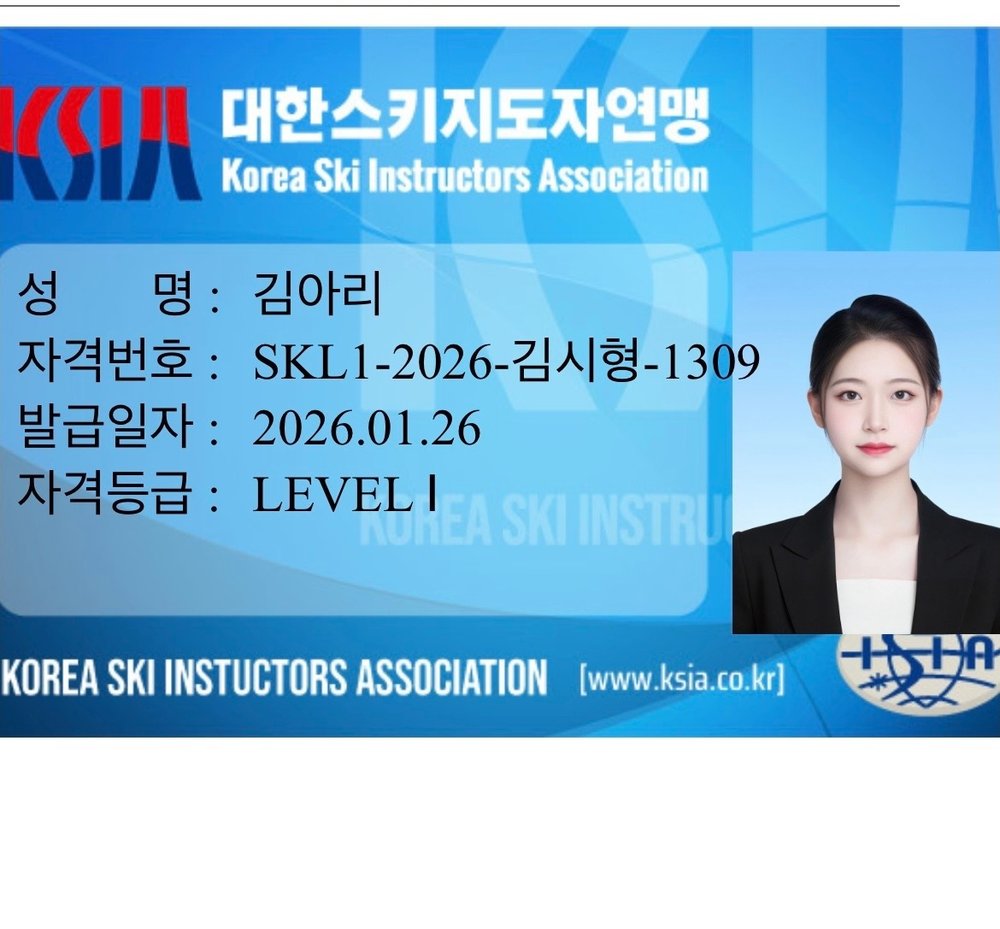 KSIA 대한스키지도자연맹
Korea Ski Instructors Association
성 명 : 김아리
자격번호 : SKL1-2026-김시형-1309
발급일자 : 2026.01.26
자격등급 : LEVEL Ⅰ
KOREA SKI INSTRUC
KOREA SKI INSTUCTORS ASSOCIATION [www.ksia.co.kr]
ISIA